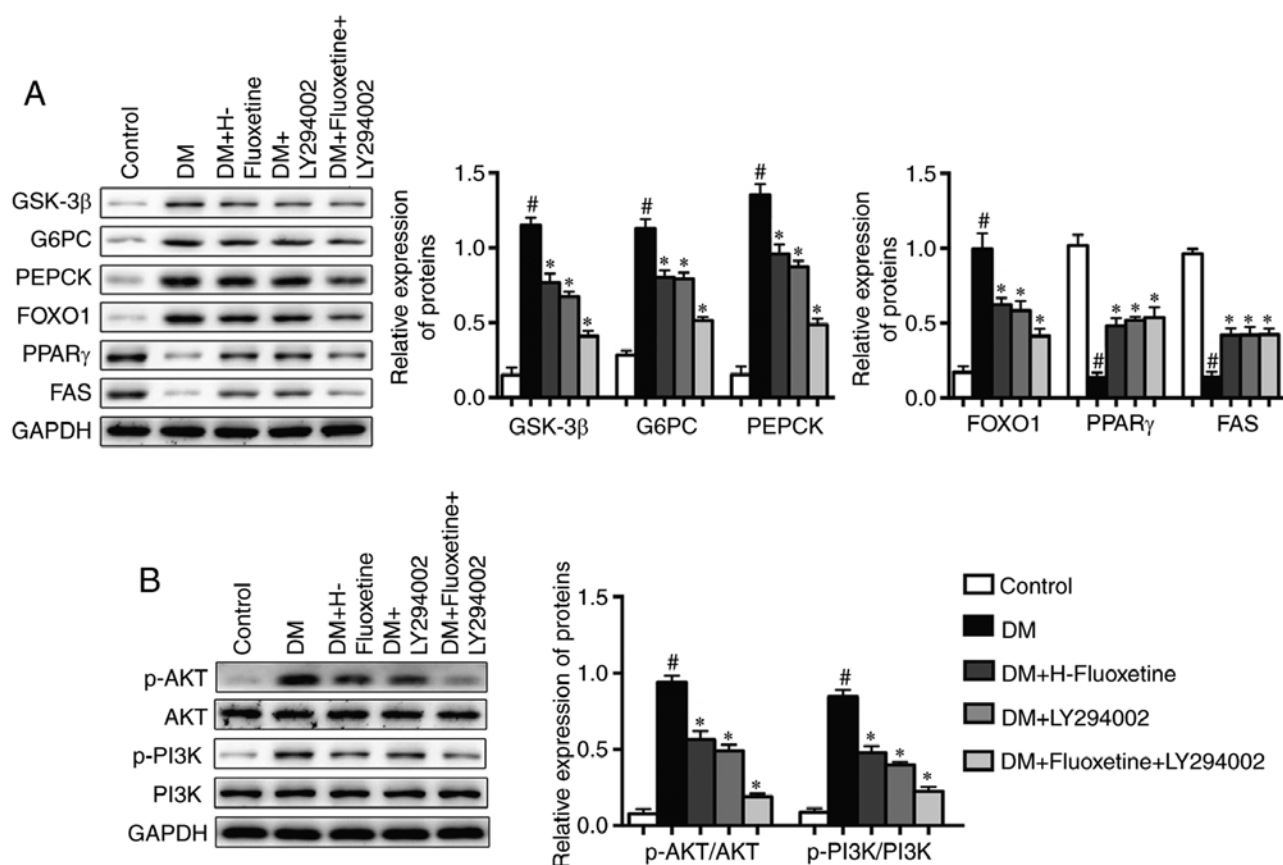 A
Control
DM
DM+H-
Fluoxetine
DM+
LY294002
DM+Fluoxetine+
LY294002
GSK-3β
G6PC
PEPCK
FOXO1
PPARγ
FAS
GAPDH
Relative expression
of proteins
1.5
1.0
0.5
0.0
#
*
*
*
#
*
*
*
#
*
*
*
GSK-3β
G6PC
PEPCK
Relative expression
of proteins
1.5
1.0
0.5
0.0
#
*
*
*
#
*
*
*
#
*
*
*
FOXO1
PPARγ
FAS
B
Control
DM
DM+H-
Fluoxetine
DM+
LY294002
DM+Fluoxetine+
LY294002
p-AKT
AKT
p-PI3K
PI3K
GAPDH
Relative expression of proteins
1.5
1.0
0.5
0.0
#
*
*
*
#
*
*
*
p-AKT/AKT
p-PI3K/PI3K
Control
DM
DM+H-Fluoxetine
DM+LY294002
DM+Fluoxetine+LY294002